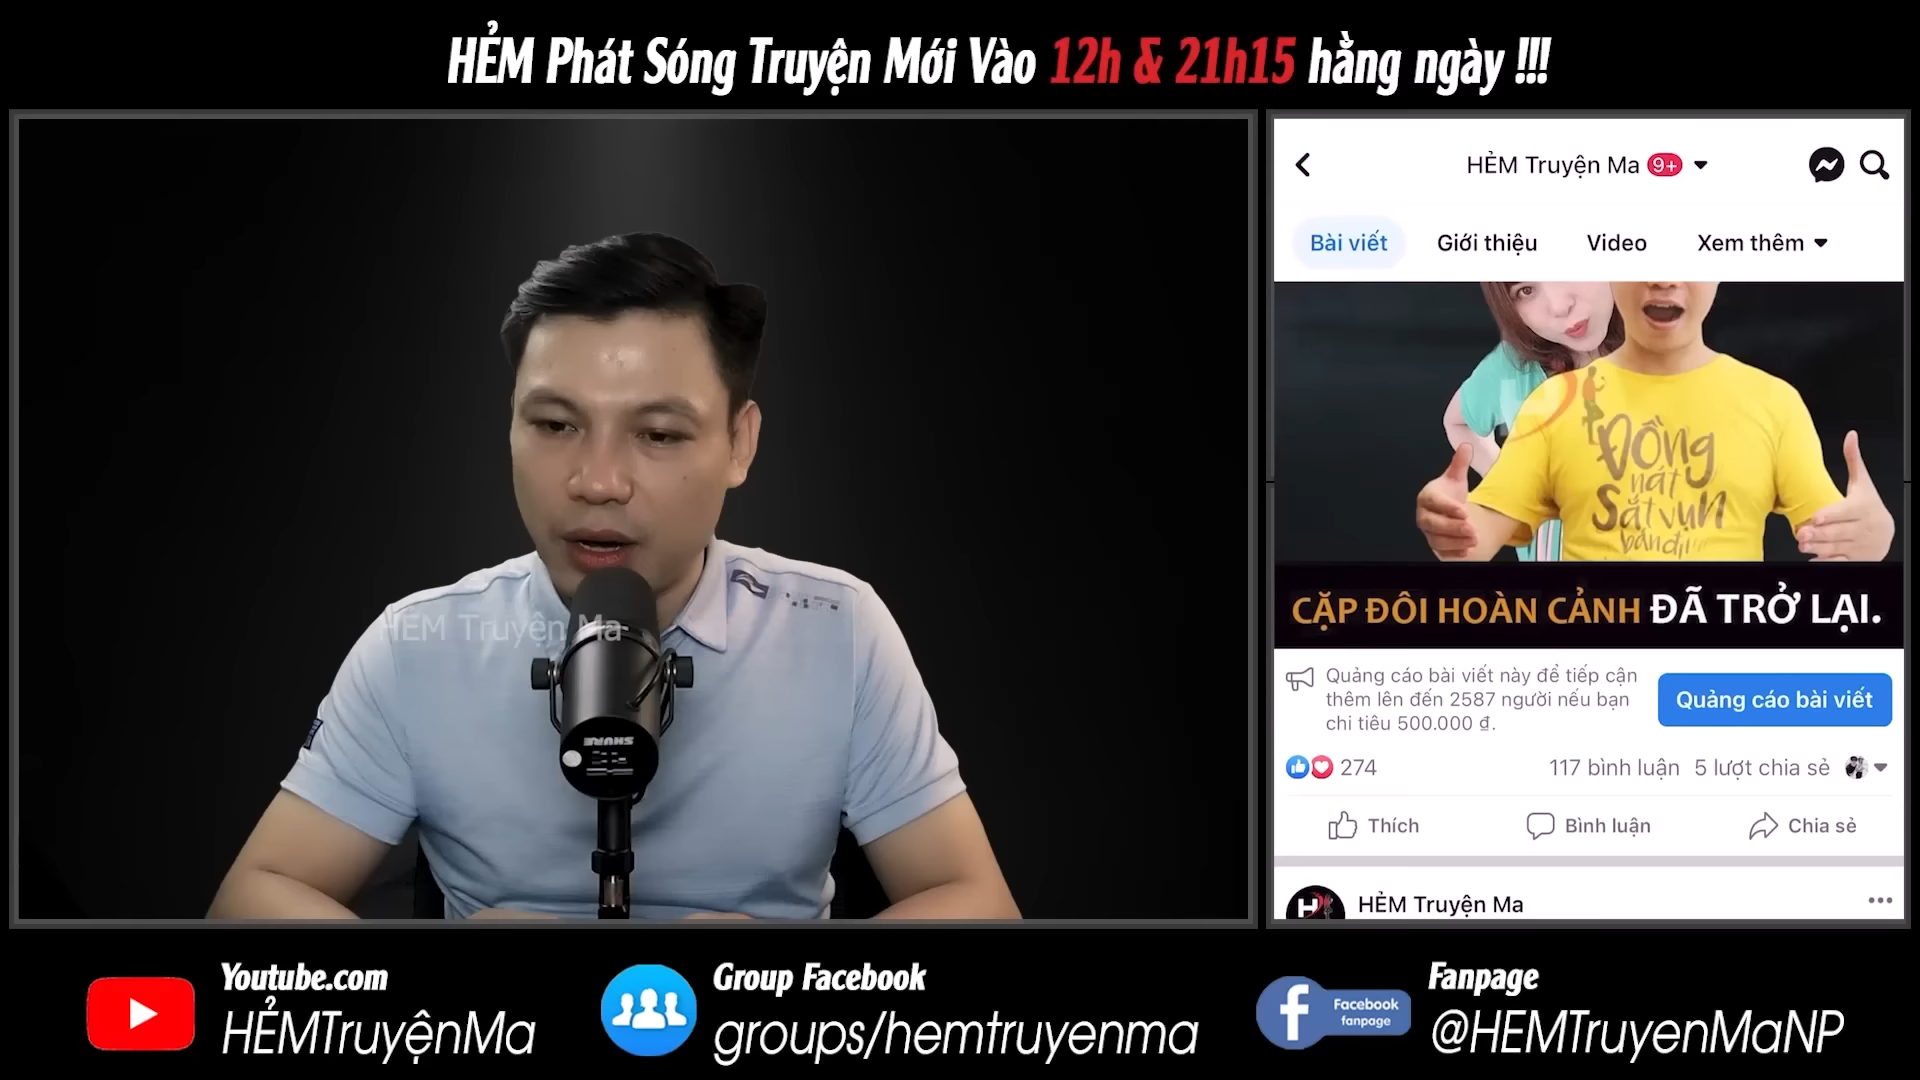 HẺM Phát Sóng Truyện Mới Vào 12h & 21h15 hằng ngày !!!
HẺM Truyện Ma 9+
Bài viết Giới thiệu Video Xem thêm
Đồng
nát
Sắt vụn
bán đi!!!
CẶP ĐÔI HOÀN CẢNH ĐÃ TRỞ LẠI.
Quảng cáo bài viết này để tiếp cận
thêm lên đến 2587 người nếu bạn
chi tiêu 500.000 ₫.
Quảng cáo bài viết
274 117 bình luận 5 lượt chia sẻ
Thích Bình luận Chia sẻ
HẺM Truyện Ma
HẺM Truyện Ma
SHURE
Youtube.com
HẺMTruyệnMa
Group Facebook
groups/hemtruyenma
Facebook
fanpage
Fanpage
@HEMTruyenMaNP